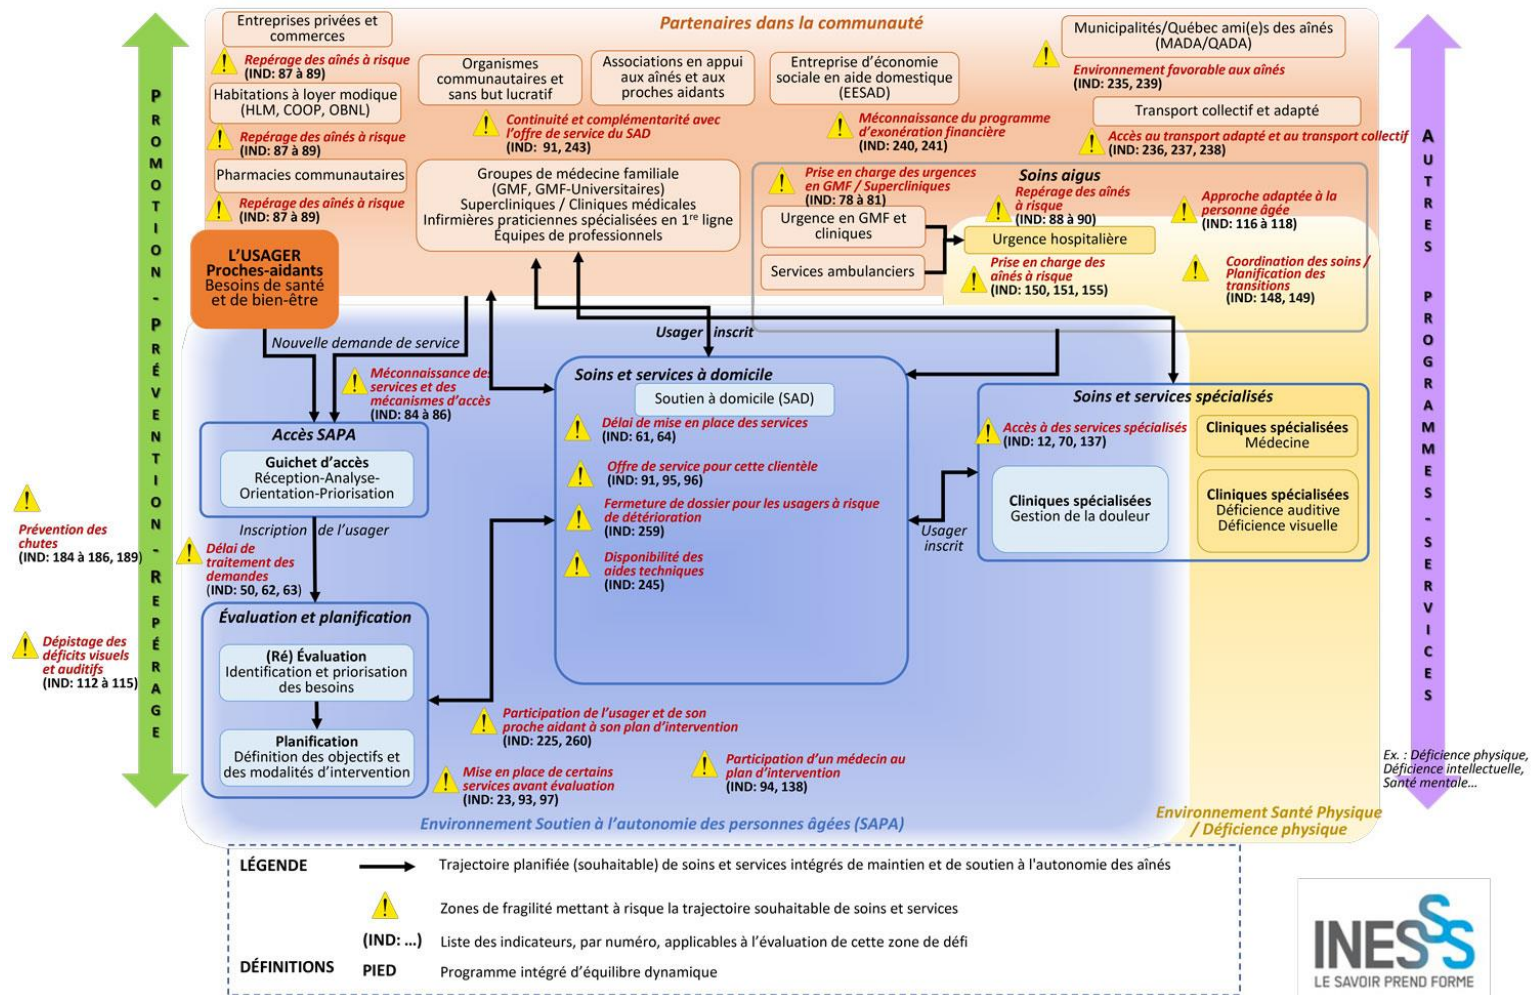 Partenaires dans la communauté
Entreprises privées et
commerces
Repérage des aînés à risque
(IND: 87 à 89)
Habitations à loyer modique
(HLM, COOP, OBNL)
Repérage des aînés à risque
(IND: 87 à 89)
Pharmacies communautaires
Repérage des aînés à risque
(IND: 87 à 89)
Organismes
communautaires et
sans but lucratif
Continuité et complémentarité avec
l'offre de service du SAD
(IND: 91, 243)
Associations en appui
aux aînés et aux
proches aidants
Entreprise d'économie
sociale en aide domestique
(EESAD)
Méconnaissance du programme
d'exonération financière
(IND: 240, 241)
Municipalités/Québec ami(e)s des aînés
(MADA/QADA)
Environnement favorable aux aînés
(IND: 235, 239)
Transport collectif et adapté
Accès au transport adapté et au transport collectif
(IND: 236, 237, 238)
Groupes de médecine familiale
(GMF, GMF-Universitaires)
Supercliniques / Cliniques médicales
Infirmières praticiennes spécialisées en 1re ligne
Équipes de professionnels
Soins aigus
Prise en charge des urgences
en GMF / Supercliniques
(IND: 78 à 81)
Urgence en GMF et
cliniques
Services ambulanciers
Repérage des aînés
à risque
(IND: 88 à 90)
Urgence hospitalière
Prise en charge des
aînés à risque
(IND: 150, 151, 155)
Approche adaptée à la
personne âgée
(IND: 116 à 118)
Coordination des soins /
Planification des
transitions
(IND: 148, 149)
L'USAGER
Proches-aidants
Besoins de santé
et de bien-être
Nouvelle demande de service
Méconnaissance des
services et des
mécanismes d'accès
(IND: 84 à 86)
Usager inscrit
Accès SAPA
Guichet d'accès
Réception-Analyse-
Orientation-Priorisation
Inscription de l'usager
Délai de
traitement des
demandes
(IND: 50, 62, 63)
Évaluation et planification
(Ré) Évaluation
Identification et priorisation
des besoins
Planification
Définition des objectifs et
des modalités d'intervention
Soins et services à domicile
Soutien à domicile (SAD)
Délai de mise en place des services
(IND: 61, 64)
Offre de service pour cette clientèle
(IND: 91, 95, 96)
Fermeture de dossier pour les usagers à risque
de détérioration
(IND: 259)
Disponibilité des
aides techniques
(IND: 245)
Usager
inscrit
Soins et services spécialisés
Accès à des services spécialisés
(IND: 12, 70, 137)
Cliniques spécialisées
Médecine
Cliniques spécialisées
Gestion de la douleur
Cliniques spécialisées
Déficience auditive
Déficience visuelle
Participation de l'usager et de son
proche aidant à son plan d'intervention
(IND: 225, 260)
Mise en place de certains
services avant évaluation
(IND: 23, 93, 97)
Participation d'un médecin au
plan d'intervention
(IND: 94, 138)
Environnement Soutien à l'autonomie des personnes âgées (SAPA)
Environnement Santé Physique
/ Déficience physique
PROMOTION - PRÉVENTION - REPÉRAGE
Prévention des
chutes
(IND: 184 à 186, 189)
Dépistage des
déficits visuels
et auditifs
(IND: 112 à 115)
AUTRES PROGRAMMES - SERVICES
Ex. : Déficience physique,
Déficience intellectuelle,
Santé mentale...
LÉGENDE
Trajectoire planifiée (souhaitable) de soins et services intégrés de maintien et de soutien à l'autonomie des aînés
Zones de fragilité mettant à risque la trajectoire souhaitable de soins et services
(IND: ...) Liste des indicateurs, par numéro, applicables à l'évaluation de cette zone de défi
DÉFINITIONS PIED Programme intégré d'équilibre dynamique
INESSS
LE SAVOIR PREND FORME